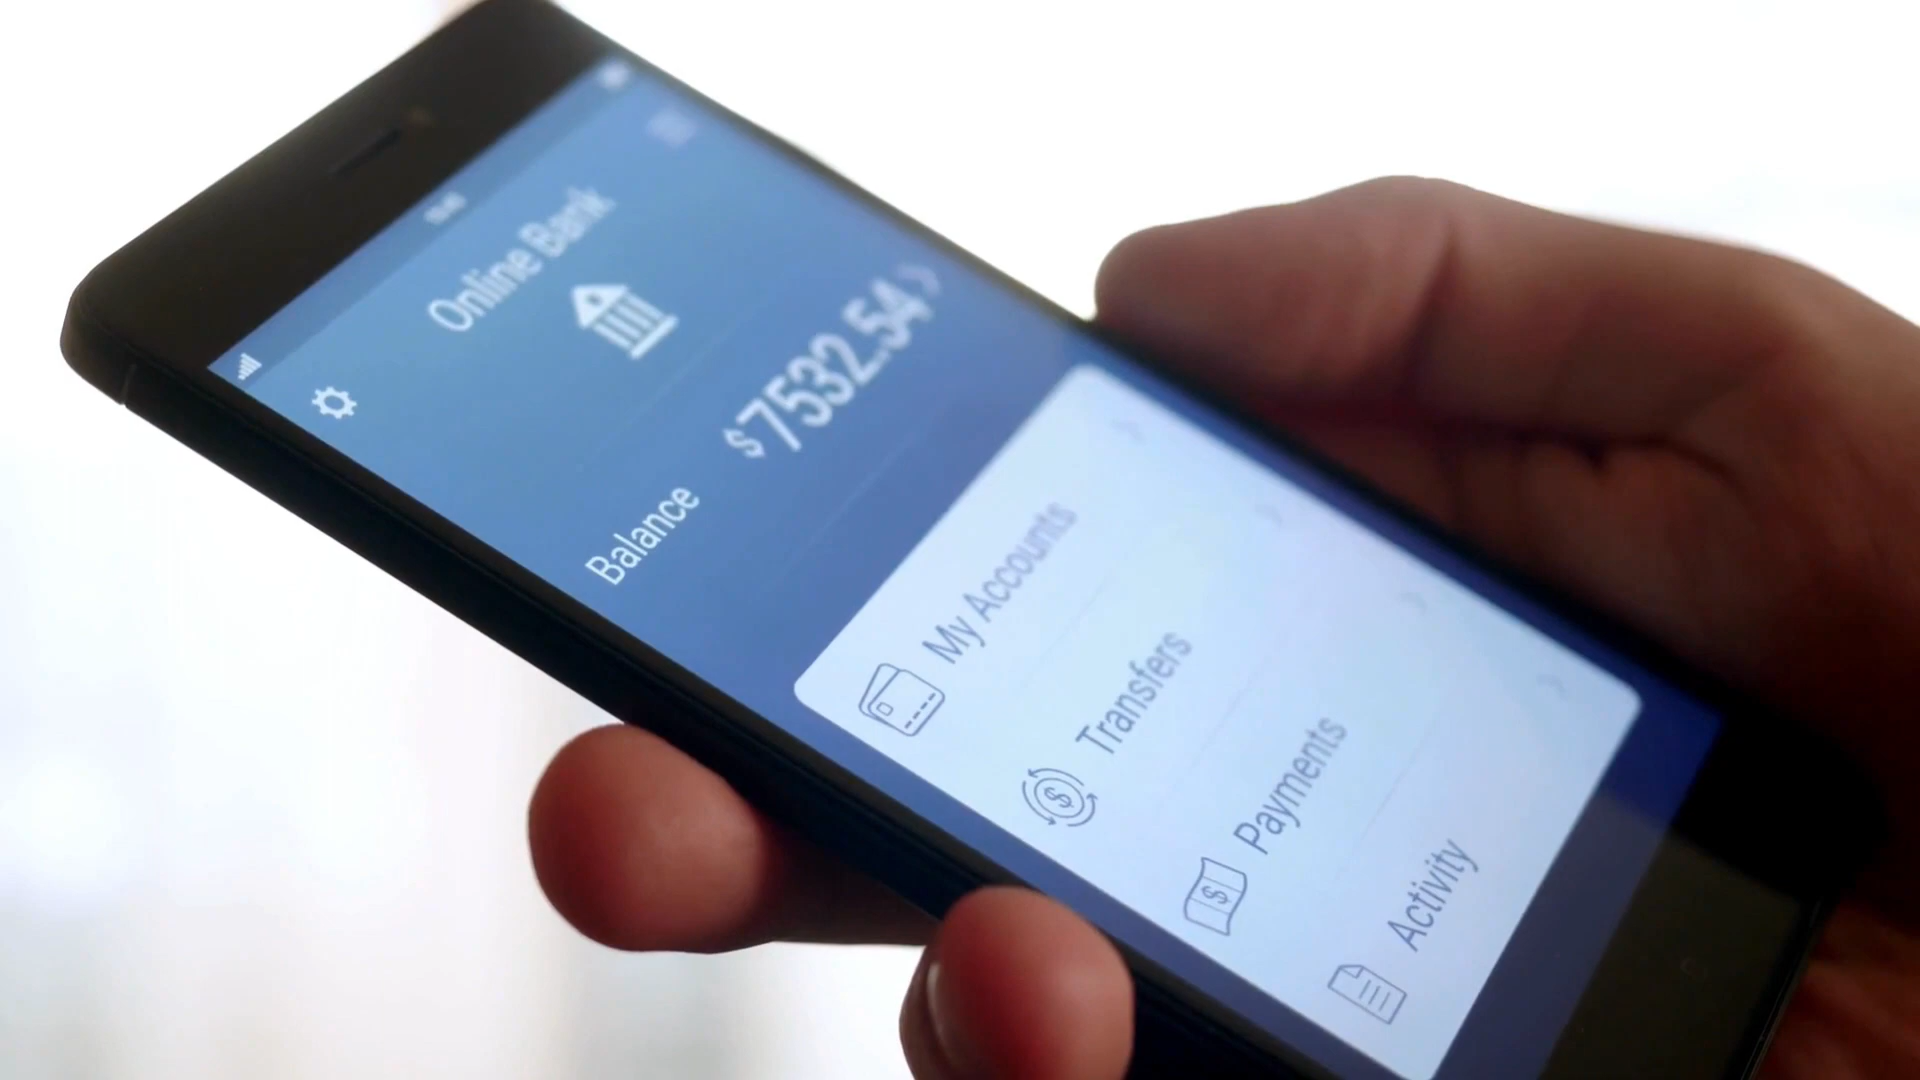 Online Bank
Balance
$7532.54
My Accounts
Transfers
Payments
Activity